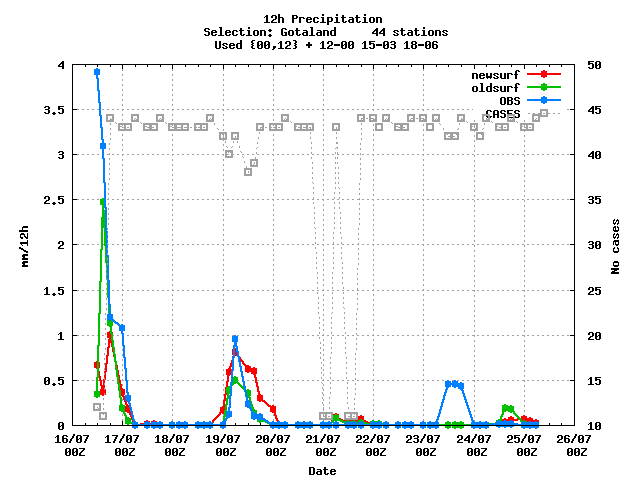 12h Precipitation
Selection: Gotaland 44 stations
Used {00,12} + 12-00 15-03 18-06
newsurf
oldsurf
OBS
CASES
4
3.5
3
2.5
2
1.5
1
0.5
0
mm/12h
50
45
40
35
30
25
20
15
10
No cases
16/07 17/07 18/07 19/07 20/07 21/07 22/07 23/07 24/07 25/07 26/07
00Z 00Z 00Z 00Z 00Z 00Z 00Z 00Z 00Z 00Z 00Z
Date